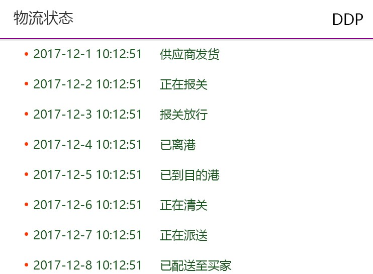 物流状态 DDP
• 2017-12-1 10:12:51 供应商发货
• 2017-12-2 10:12:51 正在报关
• 2017-12-3 10:12:51 报关放行
• 2017-12-4 10:12:51 已离港
• 2017-12-5 10:12:51 已到目的港
• 2017-12-6 10:12:51 正在清关
• 2017-12-7 10:12:51 正在派送
• 2017-12-8 10:12:51 已配送至买家